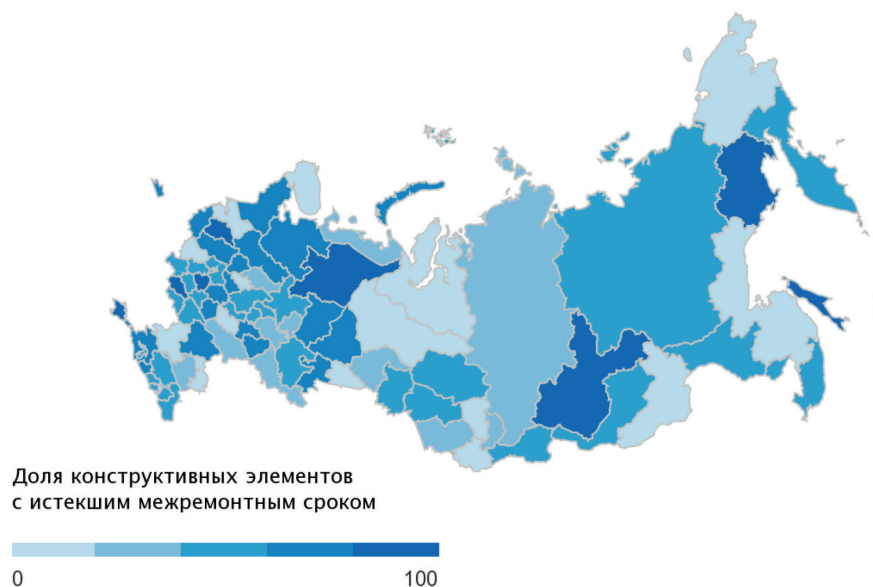 Доля конструктивных элементов
с истекшим межремонтным сроком
0 100